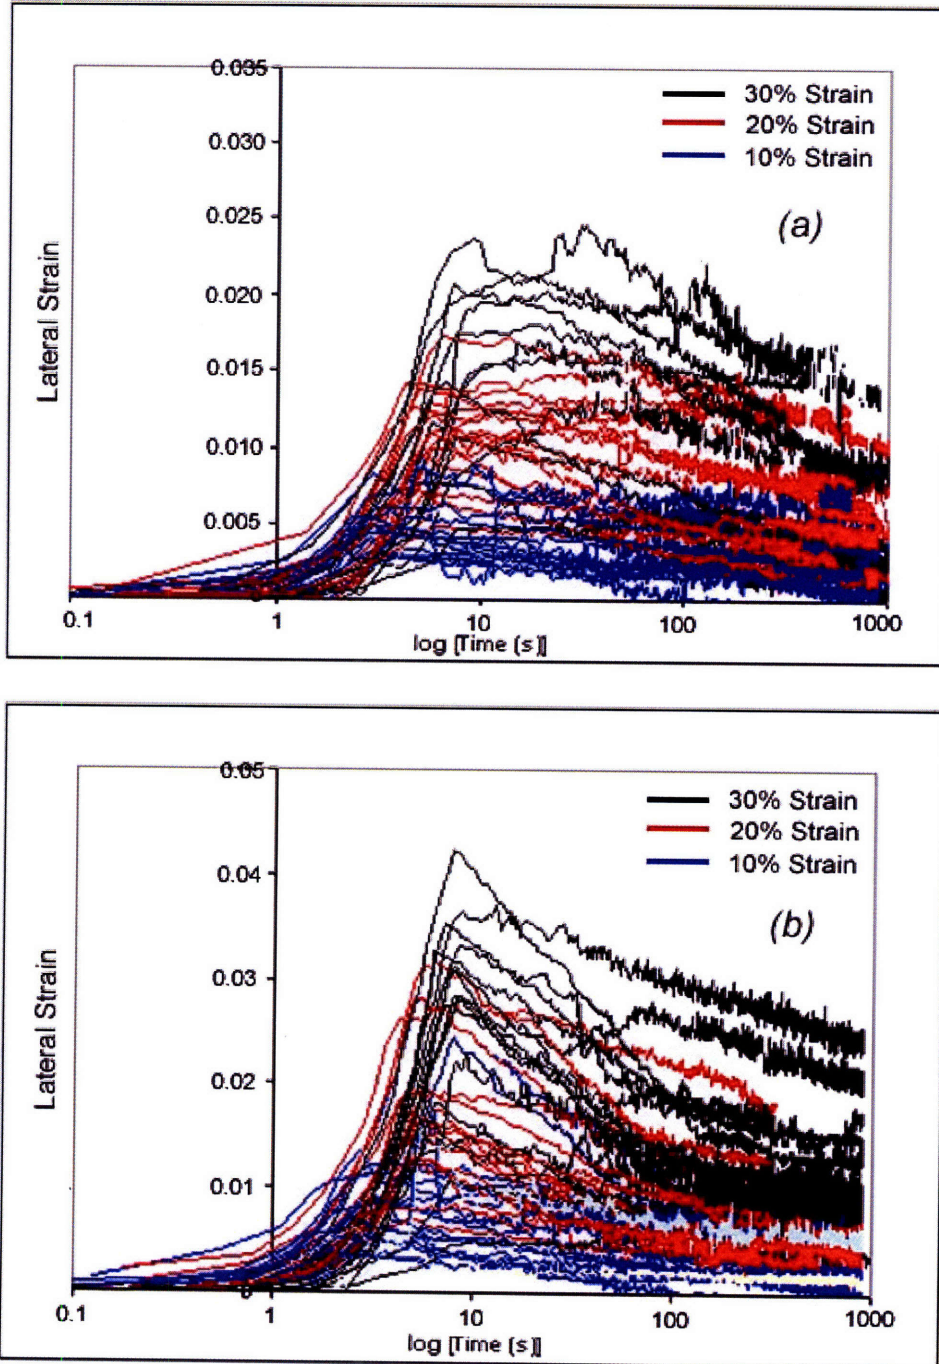 0.035
30% Strain
0.030
20% Strain
10% Strain
0.025
(a)
0.020
Lateral Strain
0.015
0.010
0.005
0
0.1 1 10 100 1000
log [Time (s)]
0.05
30% Strain
20% Strain
0.04
10% Strain
(b)
0.03
Lateral Strain
0.02
0.01
0
0.1 1 10 100 1000
log [Time (s)]